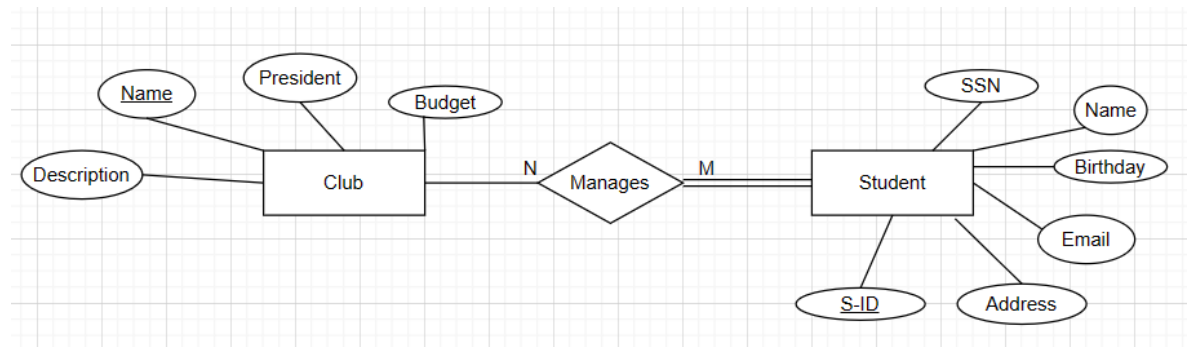 SSN
President
Name
Budget
Name
Birthday
Description
N
M
Club
Manages
Student
Email
S-ID
Address